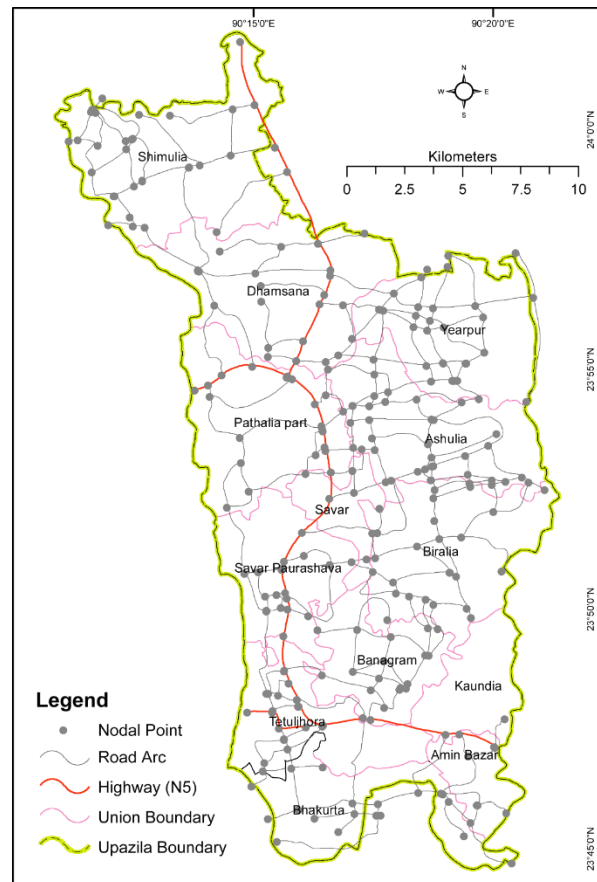 90°15'0"E 90°20'0"E
N
W E
S
24°0'0"N
Kilometers
0 1.25 2.5 5 7.5 10
Shimulia
Dhamsana
Yearpur
23°55'0"N
Pathalia part
Ashulia
Savar
Biralia
Savar Paurashava
23°50'0"N
Banagram
Kaundia
Legend
Nodal Point
Road Arc
Highway (N5)
Union Boundary
Upazila Boundary
Tetulihora
Amin Bazar
Bhakurta
23°45'0"N